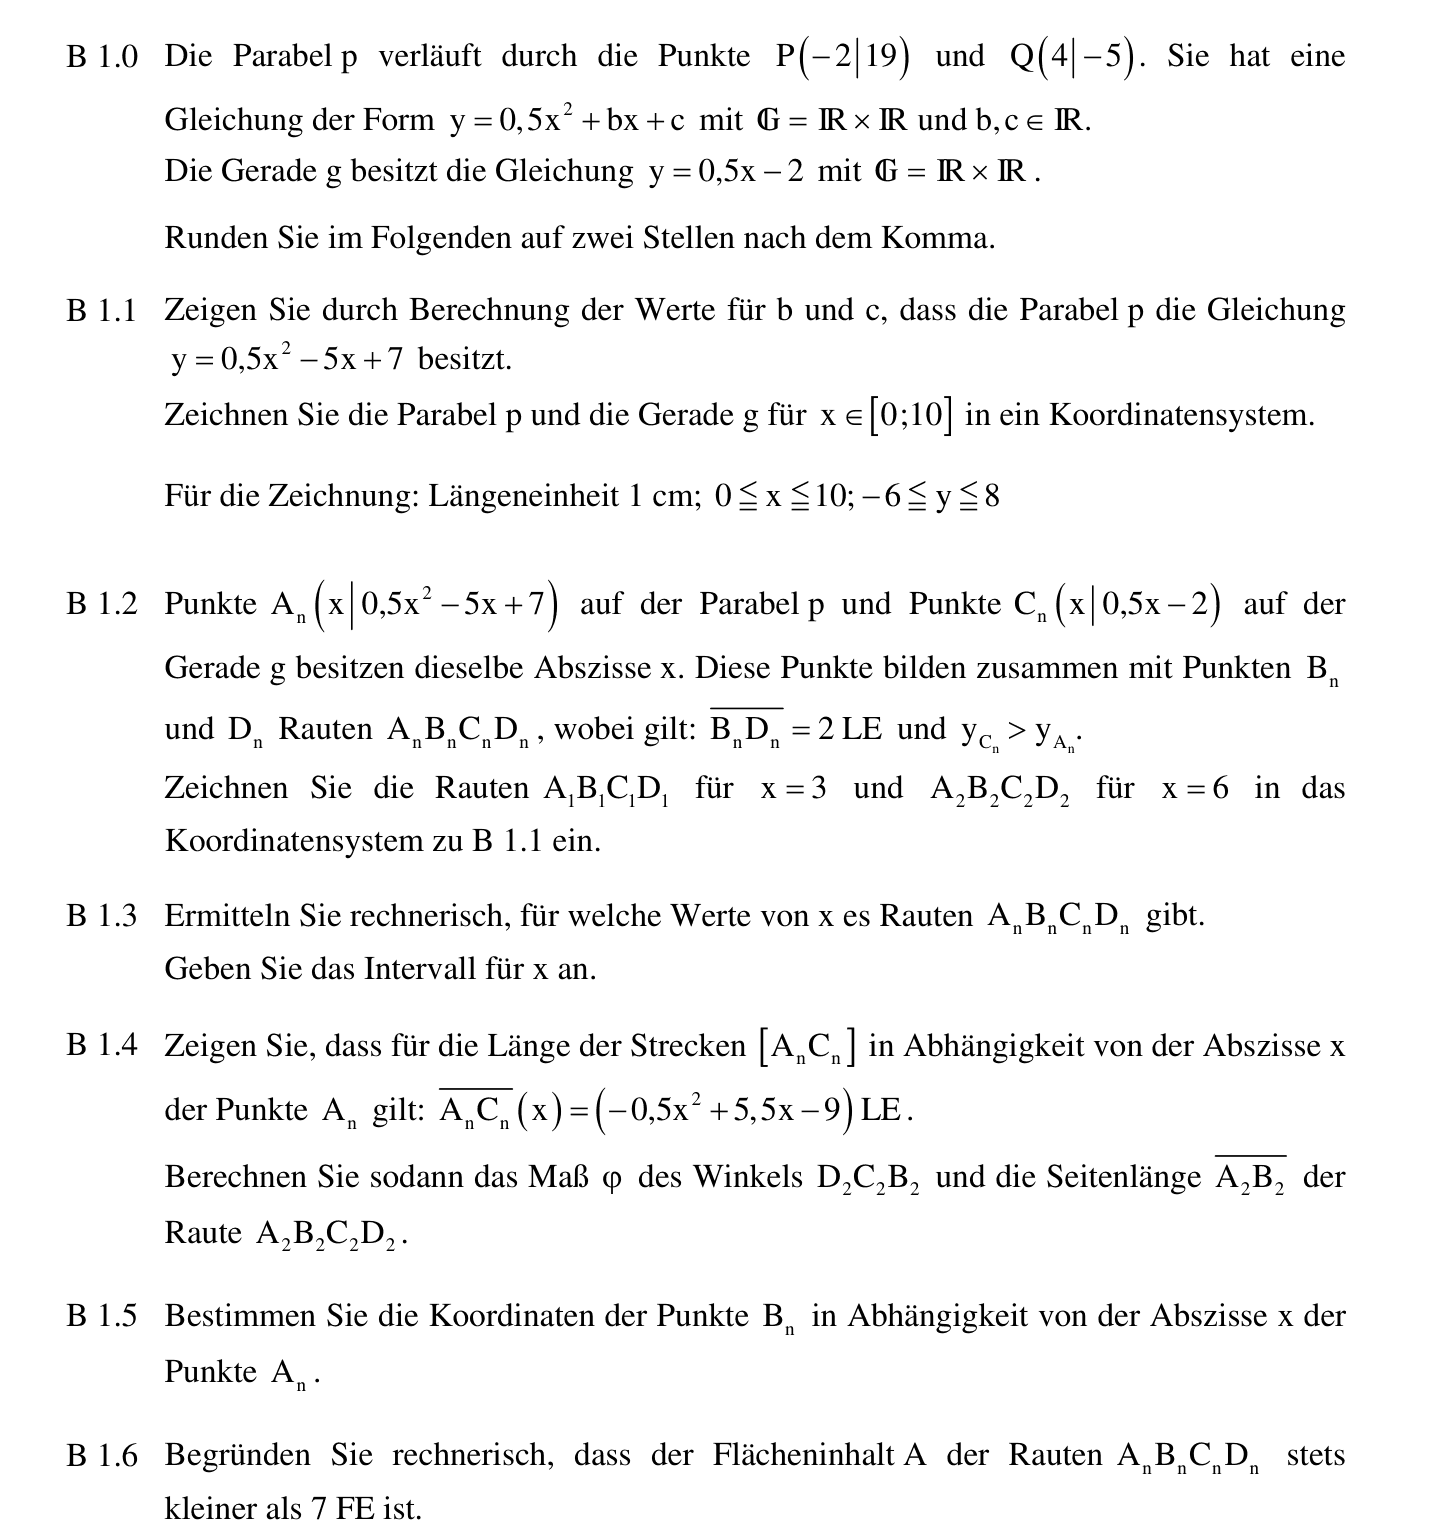 B 1.0 Die Parabel p verläuft durch die Punkte P(−2|19) und Q(4|−5). Sie hat eine
Gleichung der Form y = 0,5x² + bx + c mit 𝔾 = ℝ × ℝ und b, c ∈ ℝ.
Die Gerade g besitzt die Gleichung y = 0,5x − 2 mit 𝔾 = ℝ × ℝ .
Runden Sie im Folgenden auf zwei Stellen nach dem Komma.
B 1.1 Zeigen Sie durch Berechnung der Werte für b und c, dass die Parabel p die Gleichung
y = 0,5x² − 5x + 7 besitzt.
Zeichnen Sie die Parabel p und die Gerade g für x ∈ [0;10] in ein Koordinatensystem.
Für die Zeichnung: Längeneinheit 1 cm; 0 ≦ x ≦ 10; −6 ≦ y ≦ 8
B 1.2 Punkte Aₙ(x|0,5x² − 5x + 7) auf der Parabel p und Punkte Cₙ(x|0,5x − 2) auf der
Gerade g besitzen dieselbe Abszisse x. Diese Punkte bilden zusammen mit Punkten Bₙ
und Dₙ Rauten AₙBₙCₙDₙ, wobei gilt: \overline{BₙDₙ} = 2 LE und y_{Cₙ} > y_{Aₙ}.
Zeichnen Sie die Rauten A₁B₁C₁D₁ für x = 3 und A₂B₂C₂D₂ für x = 6 in das
Koordinatensystem zu B 1.1 ein.
B 1.3 Ermitteln Sie rechnerisch, für welche Werte von x es Rauten AₙBₙCₙDₙ gibt.
Geben Sie das Intervall für x an.
B 1.4 Zeigen Sie, dass für die Länge der Strecken [AₙCₙ] in Abhängigkeit von der Abszisse x
der Punkte Aₙ gilt: \overline{AₙCₙ}(x) = (−0,5x² + 5,5x − 9) LE.
Berechnen Sie sodann das Maß φ des Winkels D₂C₂B₂ und die Seitenlänge \overline{A₂B₂} der
Raute A₂B₂C₂D₂.
B 1.5 Bestimmen Sie die Koordinaten der Punkte Bₙ in Abhängigkeit von der Abszisse x der
Punkte Aₙ.
B 1.6 Begründen Sie rechnerisch, dass der Flächeninhalt A der Rauten AₙBₙCₙDₙ stets
kleiner als 7 FE ist.